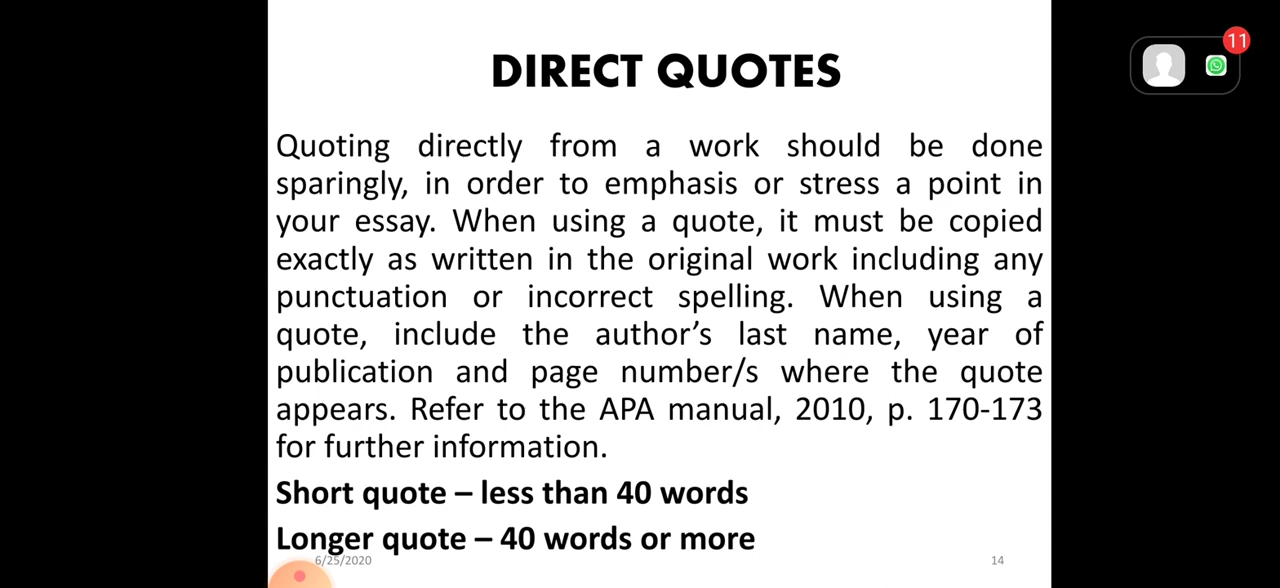 DIRECT QUOTES
11
Quoting directly from a work should be done
sparingly, in order to emphasis or stress a point in
your essay. When using a quote, it must be copied
exactly as written in the original work including any
punctuation or incorrect spelling. When using a
quote, include the author’s last name, year of
publication and page number/s where the quote
appears. Refer to the APA manual, 2010, p. 170-173
for further information.
Short quote – less than 40 words
Longer quote – 40 words or more
6/25/2020 14